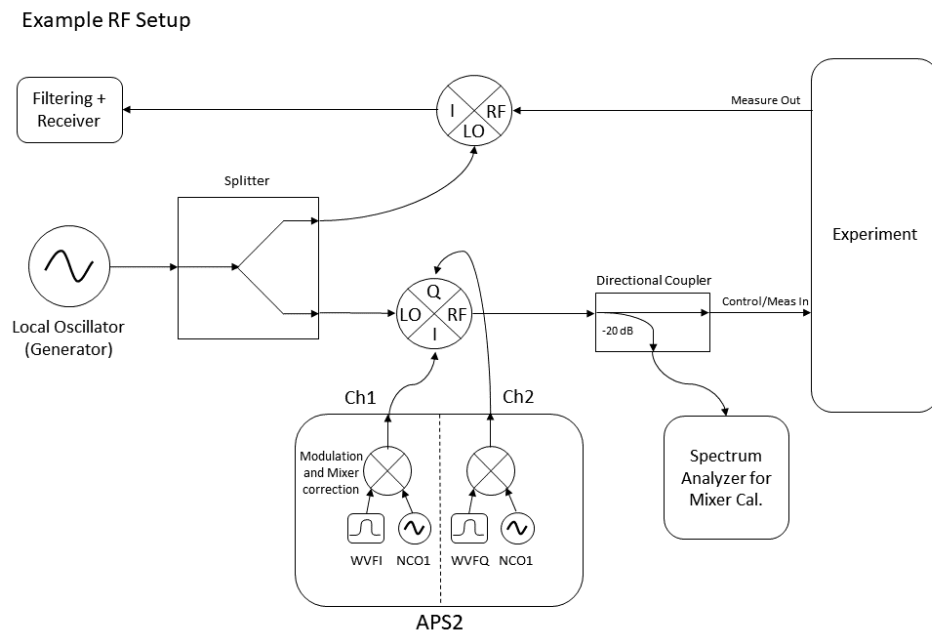 Example RF Setup
Filtering +
Receiver
I
RF
LO
Measure Out
Splitter
Experiment
Local Oscillator
(Generator)
Q
LO
RF
I
Directional Coupler
-20 dB
Control/Meas In
Ch1
Ch2
Modulation
and Mixer
correction
WVFI
NCO1
WVFQ
NCO1
Spectrum
Analyzer for
Mixer Cal.
APS2